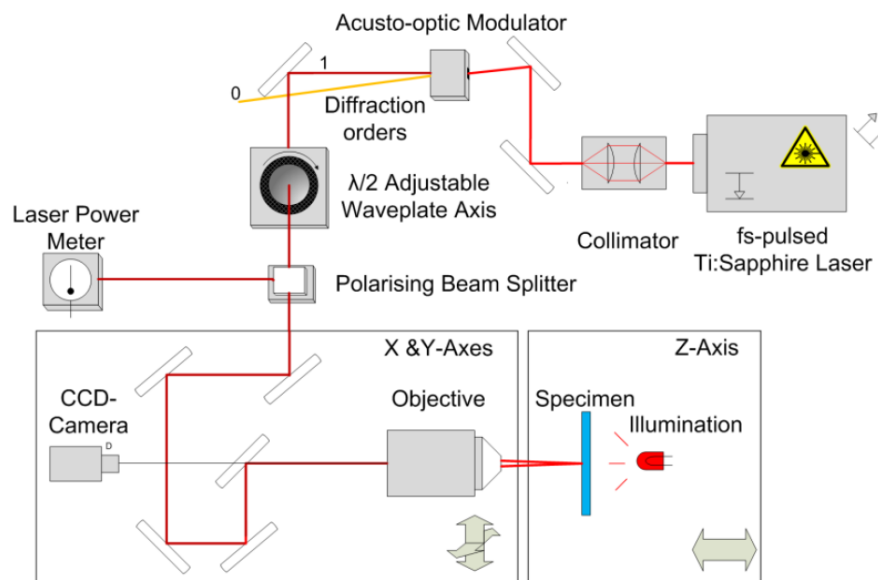 Acusto-optic Modulator
1
0
Diffraction
orders
λ/2 Adjustable
Waveplate Axis
Collimator
fs-pulsed
Ti:Sapphire Laser
Laser Power
Meter
Polarising Beam Splitter
X &Y-Axes
Z-Axis
CCD-
Camera
D
Objective
Specimen
Illumination